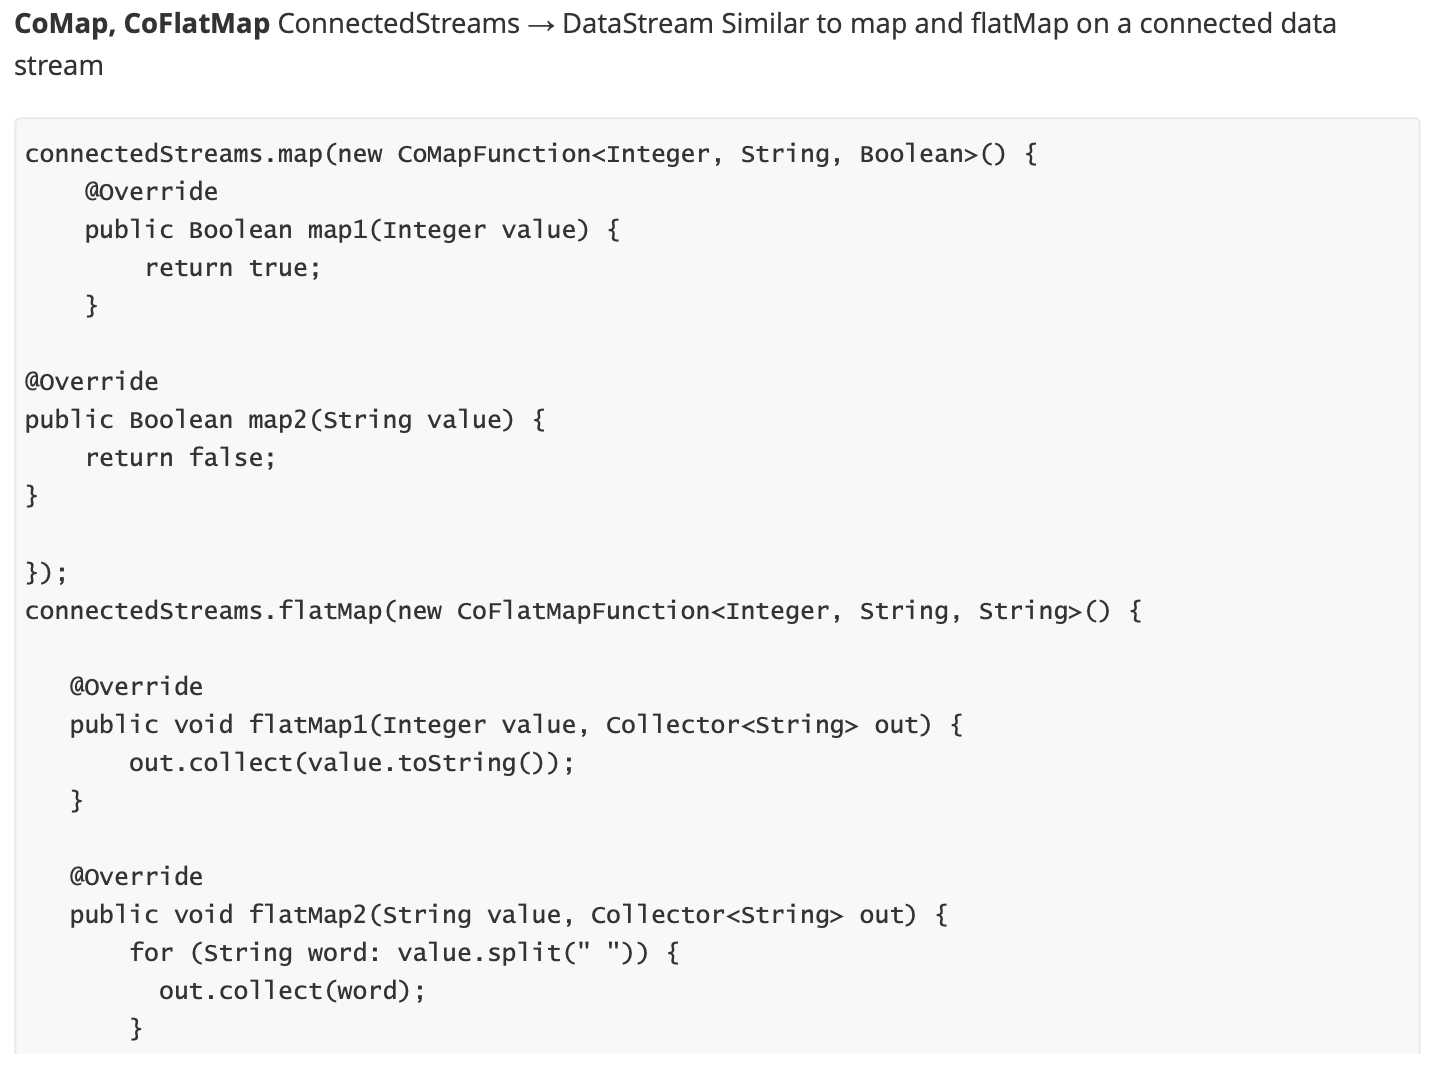 CoMap, CoFlatMap ConnectedStreams → DataStream Similar to map and flatMap on a connected data
stream
connectedStreams.map(new CoMapFunction<Integer, String, Boolean>() {
    @Override
    public Boolean map1(Integer value) {
        return true;
    }
@Override
public Boolean map2(String value) {
    return false;
}
});
connectedStreams.flatMap(new CoFlatMapFunction<Integer, String, String>() {
   @Override
   public void flatMap1(Integer value, Collector<String> out) {
       out.collect(value.toString());
   }
   @Override
   public void flatMap2(String value, Collector<String> out) {
       for (String word: value.split(" ")) {
         out.collect(word);
       }